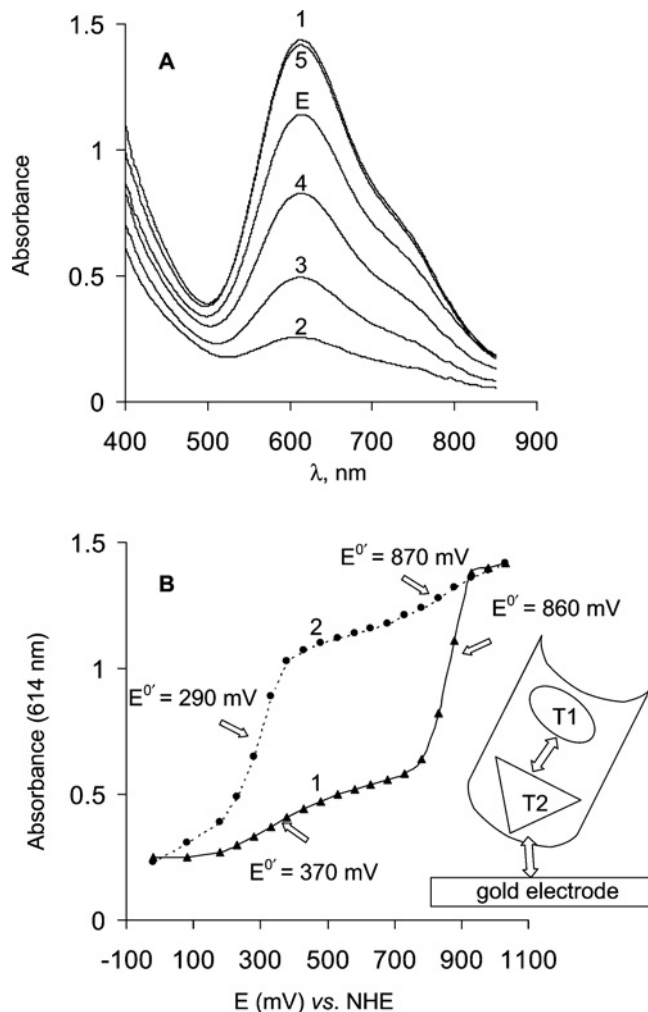 A
1
5
E
4
3
2
Absorbance
1.5
1
0.5
0
400 500 600 700 800 900
λ, nm
B
E⁰′ = 870 mV
E⁰′ = 860 mV
2
E⁰′ = 290 mV
1
E⁰′ = 370 mV
T1
T2
gold electrode
Absorbance (614 nm)
1.5
1
0.5
0
-100 100 300 500 700 900 1100
E (mV) vs. NHE